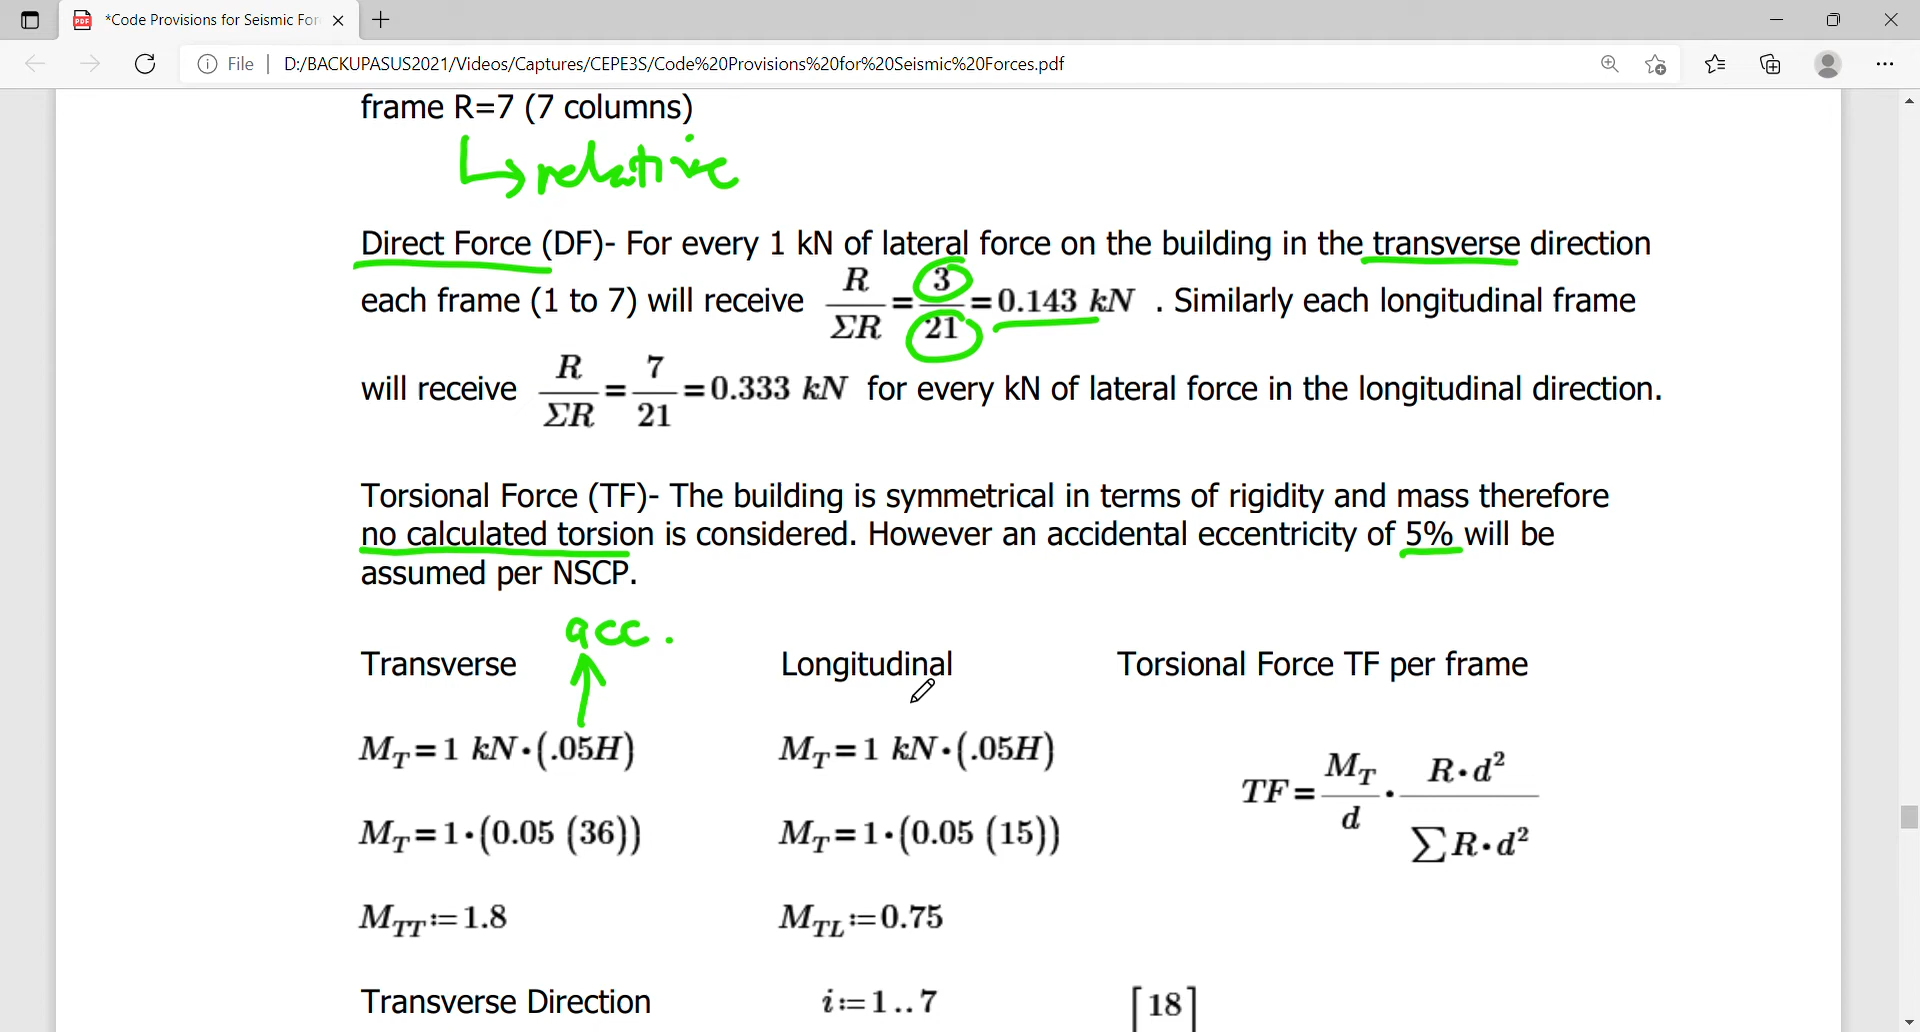 *Code Provisions for Seismic For
File | D:/BACKUPASUS2021/Videos/Captures/CEPE3S/Code%20Provisions%20for%20Seismic%20Forces.pdf
frame R=7 (7 columns)
relative
Direct Force (DF)- For every 1 kN of lateral force on the building in the transverse direction
each frame (1 to 7) will receive R/ΣR = 3/21 = 0.143 kN . Similarly each longitudinal frame
will receive R/ΣR = 7/21 = 0.333 kN for every kN of lateral force in the longitudinal direction.
Torsional Force (TF)- The building is symmetrical in terms of rigidity and mass therefore
no calculated torsion is considered. However an accidental eccentricity of 5% will be
assumed per NSCP.
acc.
Transverse Longitudinal Torsional Force TF per frame
M_T=1 kN·(.05H) M_T=1 kN·(.05H) TF = M_T/d · R·d²/∑R·d²
M_T=1·(0.05 (36)) M_T=1·(0.05 (15))
M_TT:=1.8 M_TL:=0.75
Transverse Direction i:=1..7 [18]